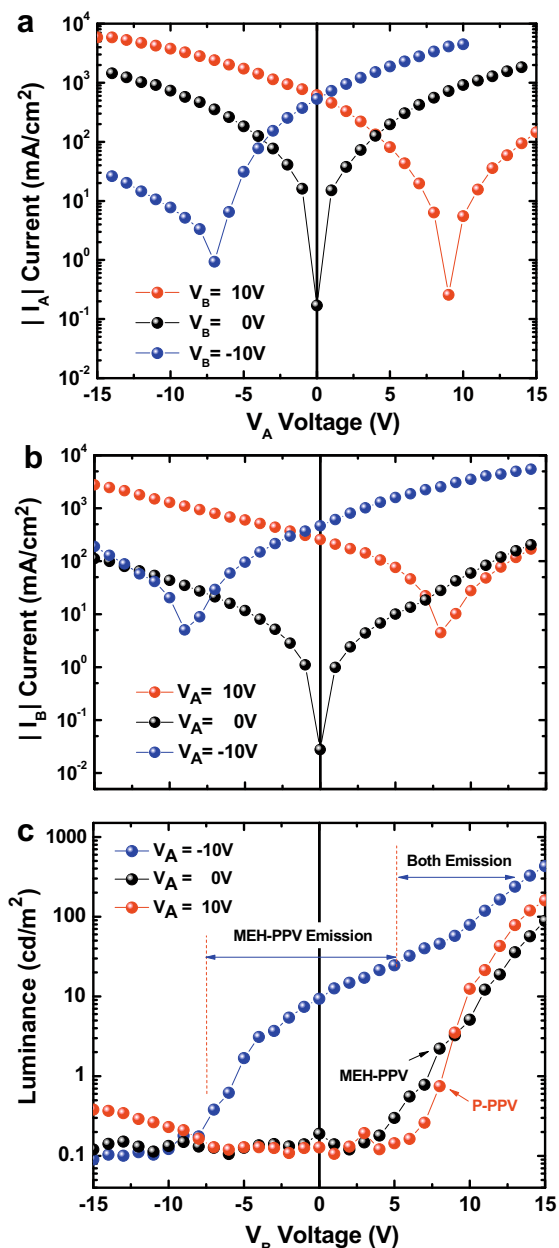 a
| I_A | Current (mA/cm²)
10⁴
10³
10²
10¹
10⁰
10⁻¹
10⁻²
V_B = 10V
V_B = 0V
V_B = -10V
-15 -10 -5 0 5 10 15
V_A Voltage (V)
b
| I_B | Current (mA/cm²)
10⁴
10³
10²
10¹
10⁰
10⁻¹
10⁻²
V_A = 10V
V_A = 0V
V_A = -10V
c
Luminance (cd/m²)
1000
100
10
1
0.1
V_A = -10V
V_A = 0V
V_A = 10V
Both Emission
MEH-PPV Emission
MEH-PPV
P-PPV
-15 -10 -5 0 5 10 15
V_B Voltage (V)